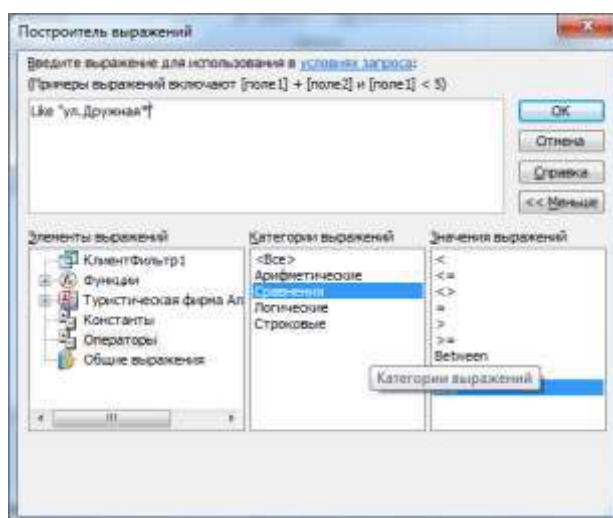 Построитель выражений
Введите выражение для использования в условиях запроса:
(Примеры выражений включают [поле1] + [поле2] и [поле1] < 5)
Like "ул.Дружная*"
OK
Отмена
Справка
<< Меньше
Элементы выражений
КлиентФильтр1
Функции
Туристическая фирма Ал
Константы
Операторы
Общие выражения
Категории выражений
<Все>
Арифметические
Сравнения
Логические
Строковые
Значения выражений
<
<=
<>
=
>
>=
Between
Категории выражений